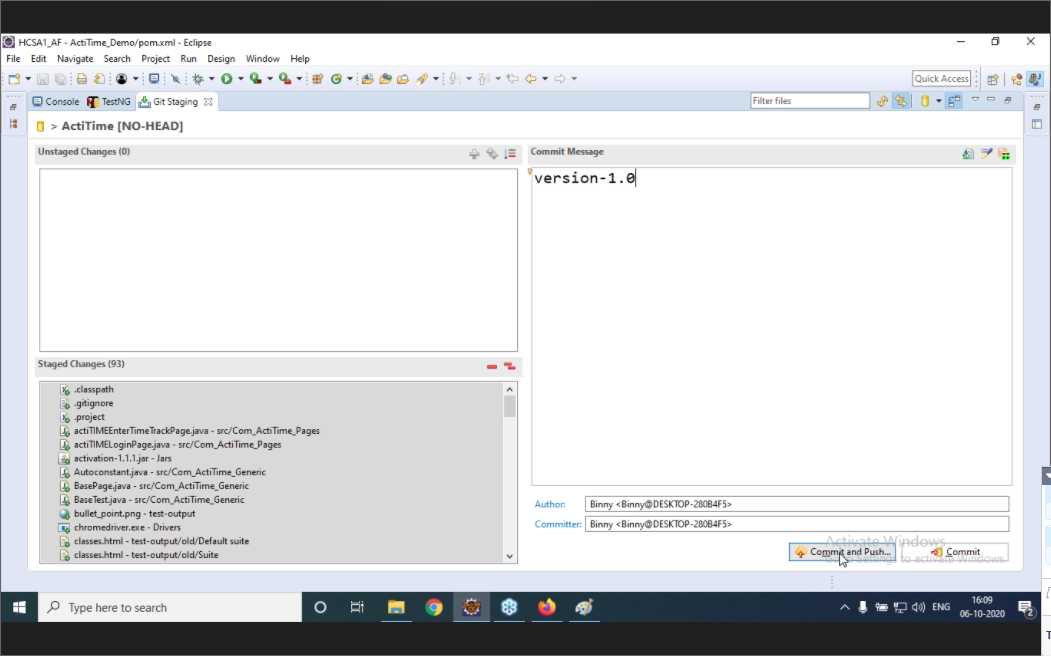 HCSA1_AF - ActiTime_Demo/pom.xml - Eclipse
File Edit Navigate Search Project Run Design Window Help
Quick Access
Console TestNG Git Staging
Filter files
> ActiTime [NO-HEAD]
Unstaged Changes (0)
Commit Message
version-1.0
Staged Changes (93)
.classpath
.gitignore
.project
actiTIMEEnterTimeTrackPage.java - src/Com_ActiTime_Pages
actiTIMELoginPage.java - src/Com_ActiTime_Pages
activation-1.1.1.jar - Jars
Autoconstant.java - src/Com_ActiTime_Generic
BasePage.java - src/Com_ActiTime_Generic
BaseTest.java - src/Com_ActiTime_Generic
bullet_point.png - test-output
chromedriver.exe - Drivers
classes.html - test-output/old/Default suite
classes.html - test-output/old/Suite
Author: Binny <Binny@DESKTOP-280B4F5>
Committer: Binny <Binny@DESKTOP-280B4F5>
Activate Windows
Commit and Push... Commit
to activate Windows.
Type here to search
ENG
16:09
06-10-2020
2